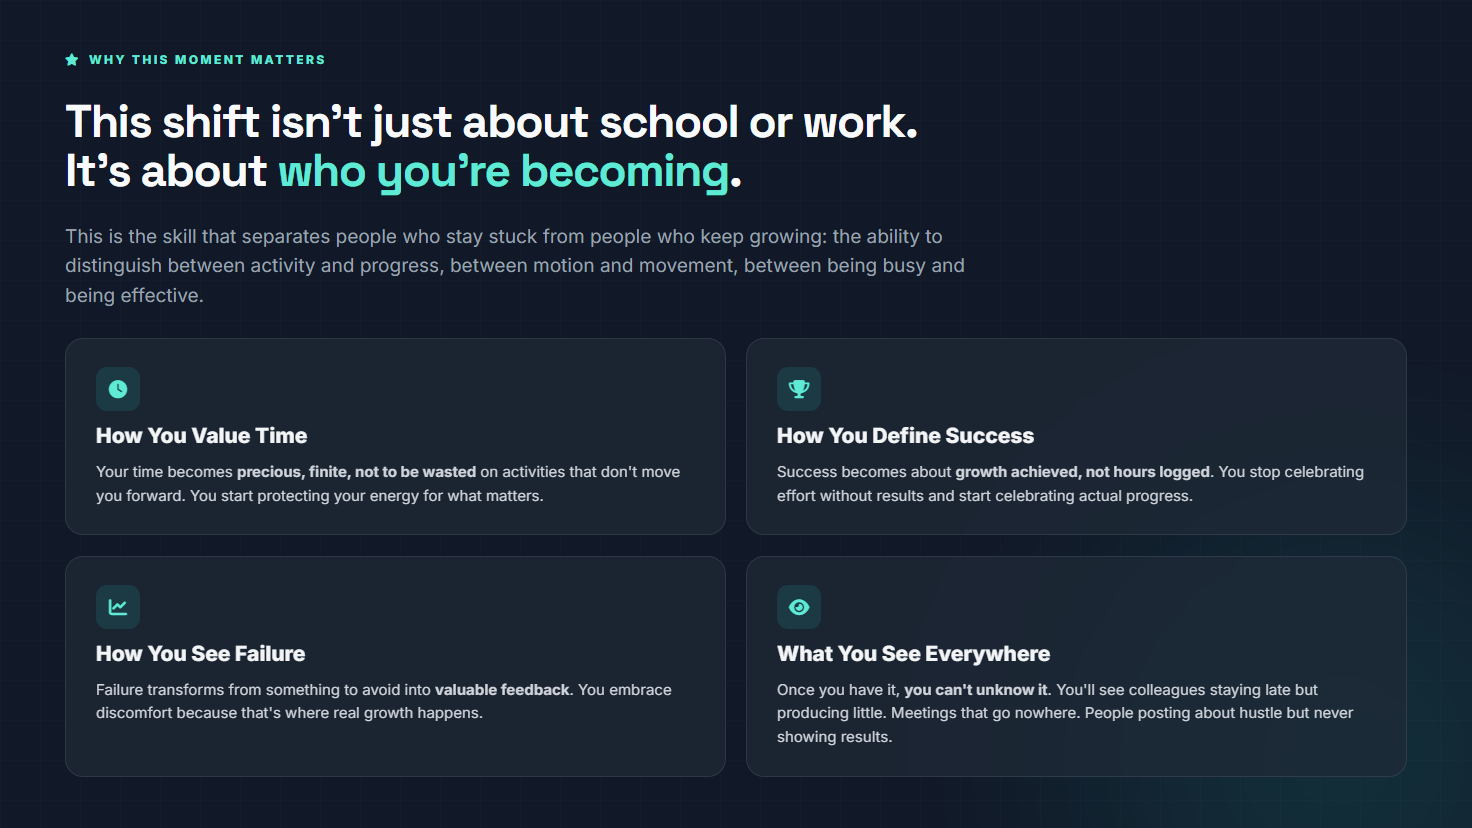 WHY THIS MOMENT MATTERS
This shift isn’t just about school or work.
It’s about who you’re becoming.
This is the skill that separates people who stay stuck from people who keep growing: the ability to
distinguish between activity and progress, between motion and movement, between being busy and
being effective.
How You Value Time
Your time becomes precious, finite, not to be wasted on activities that don't move
you forward. You start protecting your energy for what matters.
How You Define Success
Success becomes about growth achieved, not hours logged. You stop celebrating
effort without results and start celebrating actual progress.
How You See Failure
Failure transforms from something to avoid into valuable feedback. You embrace
discomfort because that's where real growth happens.
What You See Everywhere
Once you have it, you can't unknow it. You'll see colleagues staying late but
producing little. Meetings that go nowhere. People posting about hustle but never
showing results.